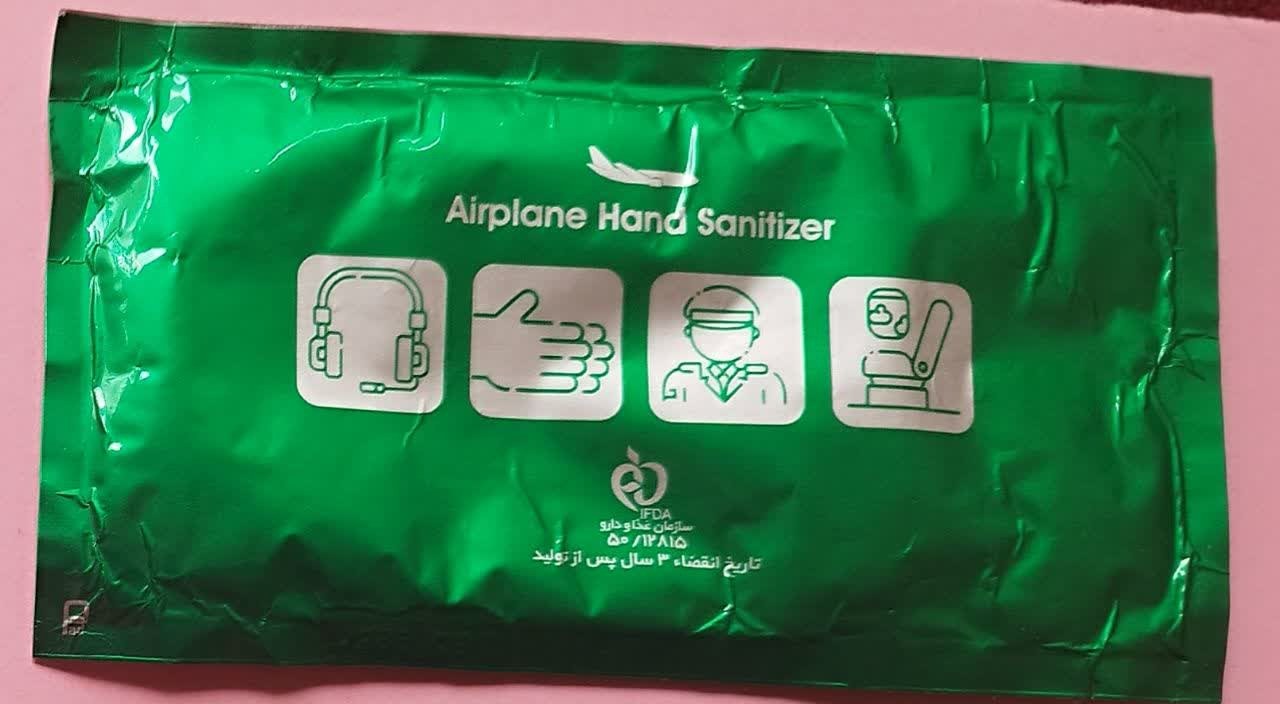 Airplane Hand Sanitizer
IFDA
سازمان غذا و دارو
۵۰/۱۲۸۱۵
تاریخ انقضاء ۳ سال پس از تولید